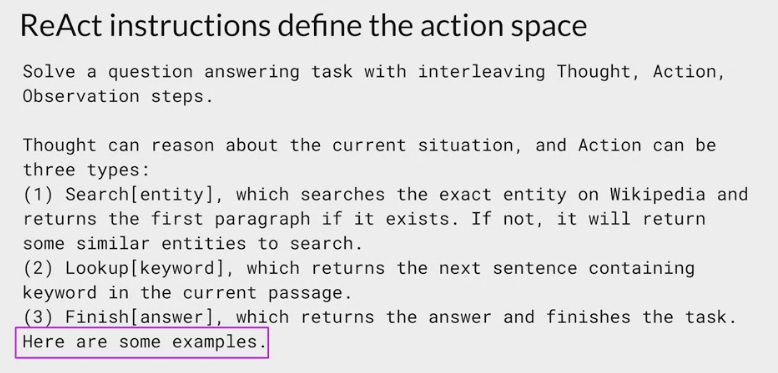 ReAct instructions define the action space
Solve a question answering task with interleaving Thought, Action,
Observation steps.
Thought can reason about the current situation, and Action can be
three types:
(1) Search[entity], which searches the exact entity on Wikipedia and
returns the first paragraph if it exists. If not, it will return
some similar entities to search.
(2) Lookup[keyword], which returns the next sentence containing
keyword in the current passage.
(3) Finish[answer], which returns the answer and finishes the task.
Here are some examples.